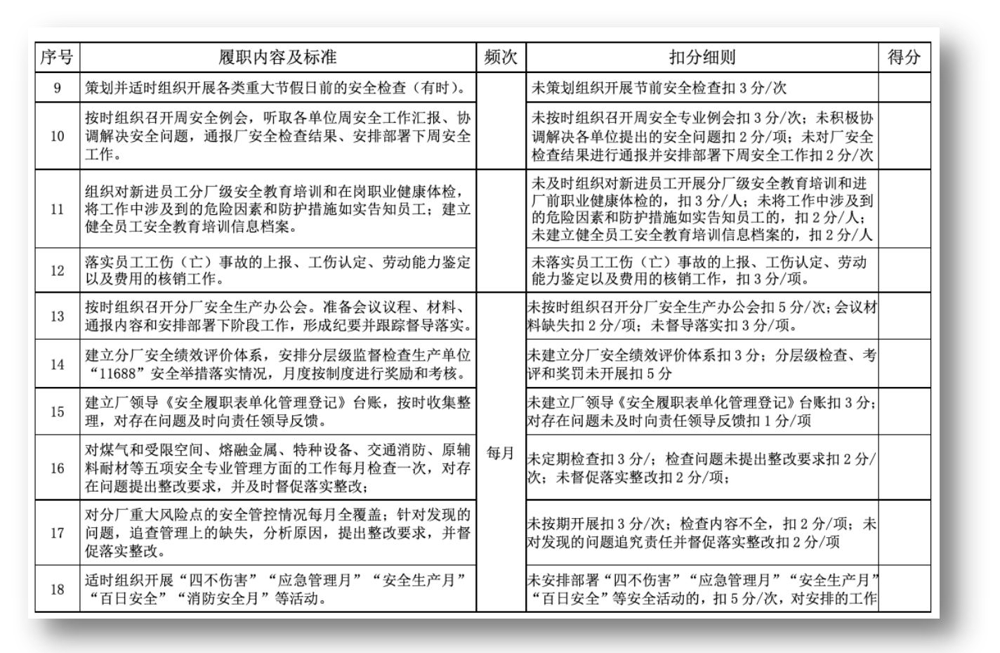 序号 履职内容及标准 频次 扣分细则 得分
9 策划并适时组织开展各类重大节假日前的安全检查（有时）。 未策划组织开展节前安全检查扣 3 分/次
10
按时组织召开周安全例会，听取各单位周安全工作汇报、协
调解决安全问题，通报厂安全检查结果、安排部署下周安全
工作。
未按时组织召开周安全专业例会扣 3 分/次；未积极协
调解决各单位提出的安全问题扣 2 分/项；未对厂安全
检查结果进行通报并安排部署下周安全工作扣 2 分/次
11
组织对新进员工分厂级安全教育培训和在岗职业健康体检，
将工作中涉及到的危险因素和防护措施如实告知员工；建立
健全员工安全教育培训信息档案。
未及时组织对新进员工开展分厂级安全教育培训和进
厂前职业健康体检的，扣 3 分/人；未将工作中涉及到
的危险因素和防护措施如实告知员工的，扣 2 分/人；
未建立健全员工安全教育培训信息档案的，扣 2 分/人
12
落实员工工伤（亡）事故的上报、工伤认定、劳动能力鉴定
以及费用的核销工作。
未落实员工工伤（亡）事故的上报、工伤认定、劳动
能力鉴定以及费用的核销工作，扣 3 分/项。
13
按时组织召开分厂安全生产办公会。准备会议议程、材料、
通报内容和安排部署下阶段工作，形成纪要并跟踪督导落实。
每月
未按时组织召开分厂安全生产办公会扣 5 分/次；会议材
料缺失扣 2 分/项；未督导落实扣 3 分/项。
14
建立分厂安全绩效评价体系，安排分层级监督检查生产单位
“11688”安全举措落实情况，月度按制度进行奖励和考核。
未建立分厂安全绩效评价体系扣 3 分；分层级检查、考
评和奖罚未开展扣 5 分
15
建立厂领导《安全履职表单化管理登记》台账，按时收集整
理，对存在问题及时向责任领导反馈。
未建立厂领导《安全履职表单化管理登记》台账扣 3 分；
对存在问题未及时向责任领导反馈扣 1 分/项
16
对煤气和受限空间、熔融金属、特种设备、交通消防、原辅
料耐材等五项安全专业管理方面的工作每月检查一次，对存
在问题提出整改要求，并及时督促落实整改；
未定期检查扣 3 分/；检查问题未提出整改要求扣 2 分/
次；未督促落实整改扣 2 分/项；
17
对分厂重大风险点的安全管控情况每月全覆盖；针对发现的
问题，追查管理上的缺失，分析原因，提出整改要求，并督
促落实整改。
未按期开展扣 3 分/次；检查内容不全，扣 2 分/项；未
对发现的问题追究责任并督促落实整改扣 2 分/项
18
适时组织开展“四不伤害”“应急管理月”“安全生产月”
“百日安全”“消防安全月”等活动。
未安排部署“四不伤害”“应急管理月”“安全生产月”
“百日安全”等安全活动的，扣 5 分/次，对安排的工作